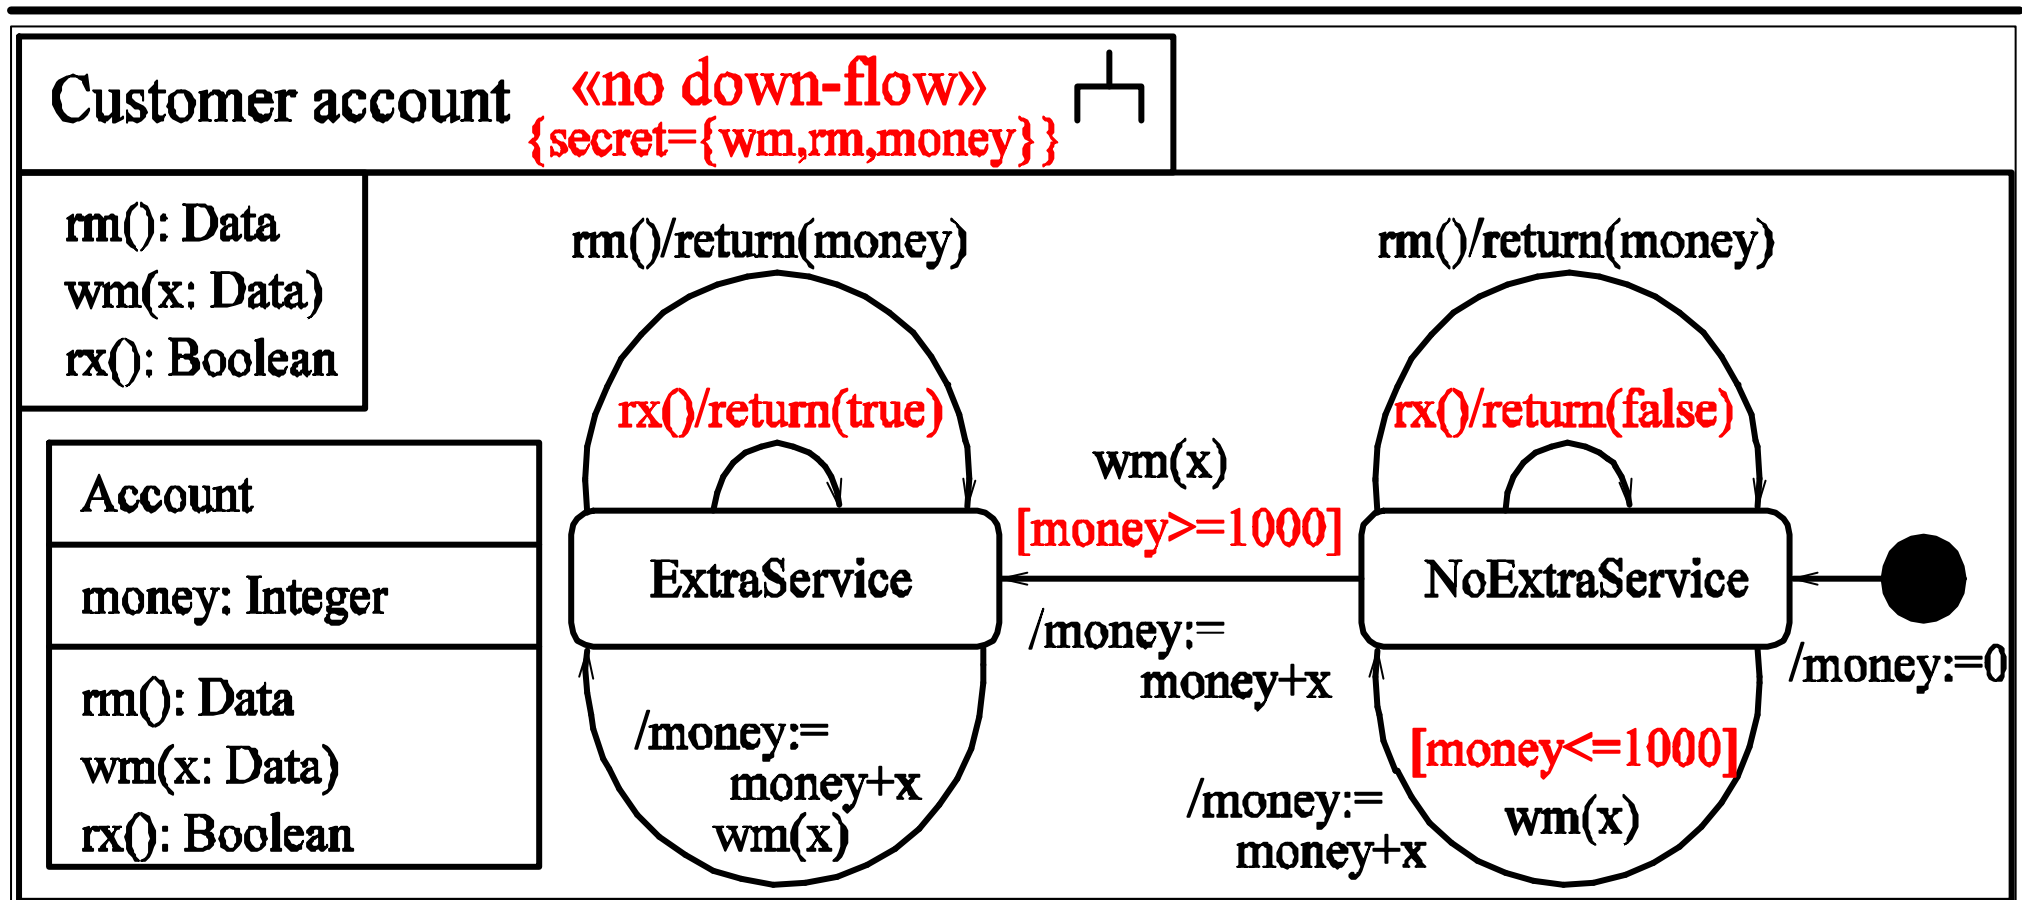 Customer account «no down-flow»
{secret={wm,rm,money}}
rm(): Data
wm(x: Data)
rx(): Boolean
Account
money: Integer
rm(): Data
wm(x: Data)
rx(): Boolean
rm()/return(money)
rx()/return(true)
ExtraService
/money:=
money+x
wm(x)
wm(x)
[money>=1000]
/money:=
money+x
rm()/return(money)
rx()/return(false)
NoExtraService
[money<=1000]
wm(x)
/money:=
money+x
/money:=0